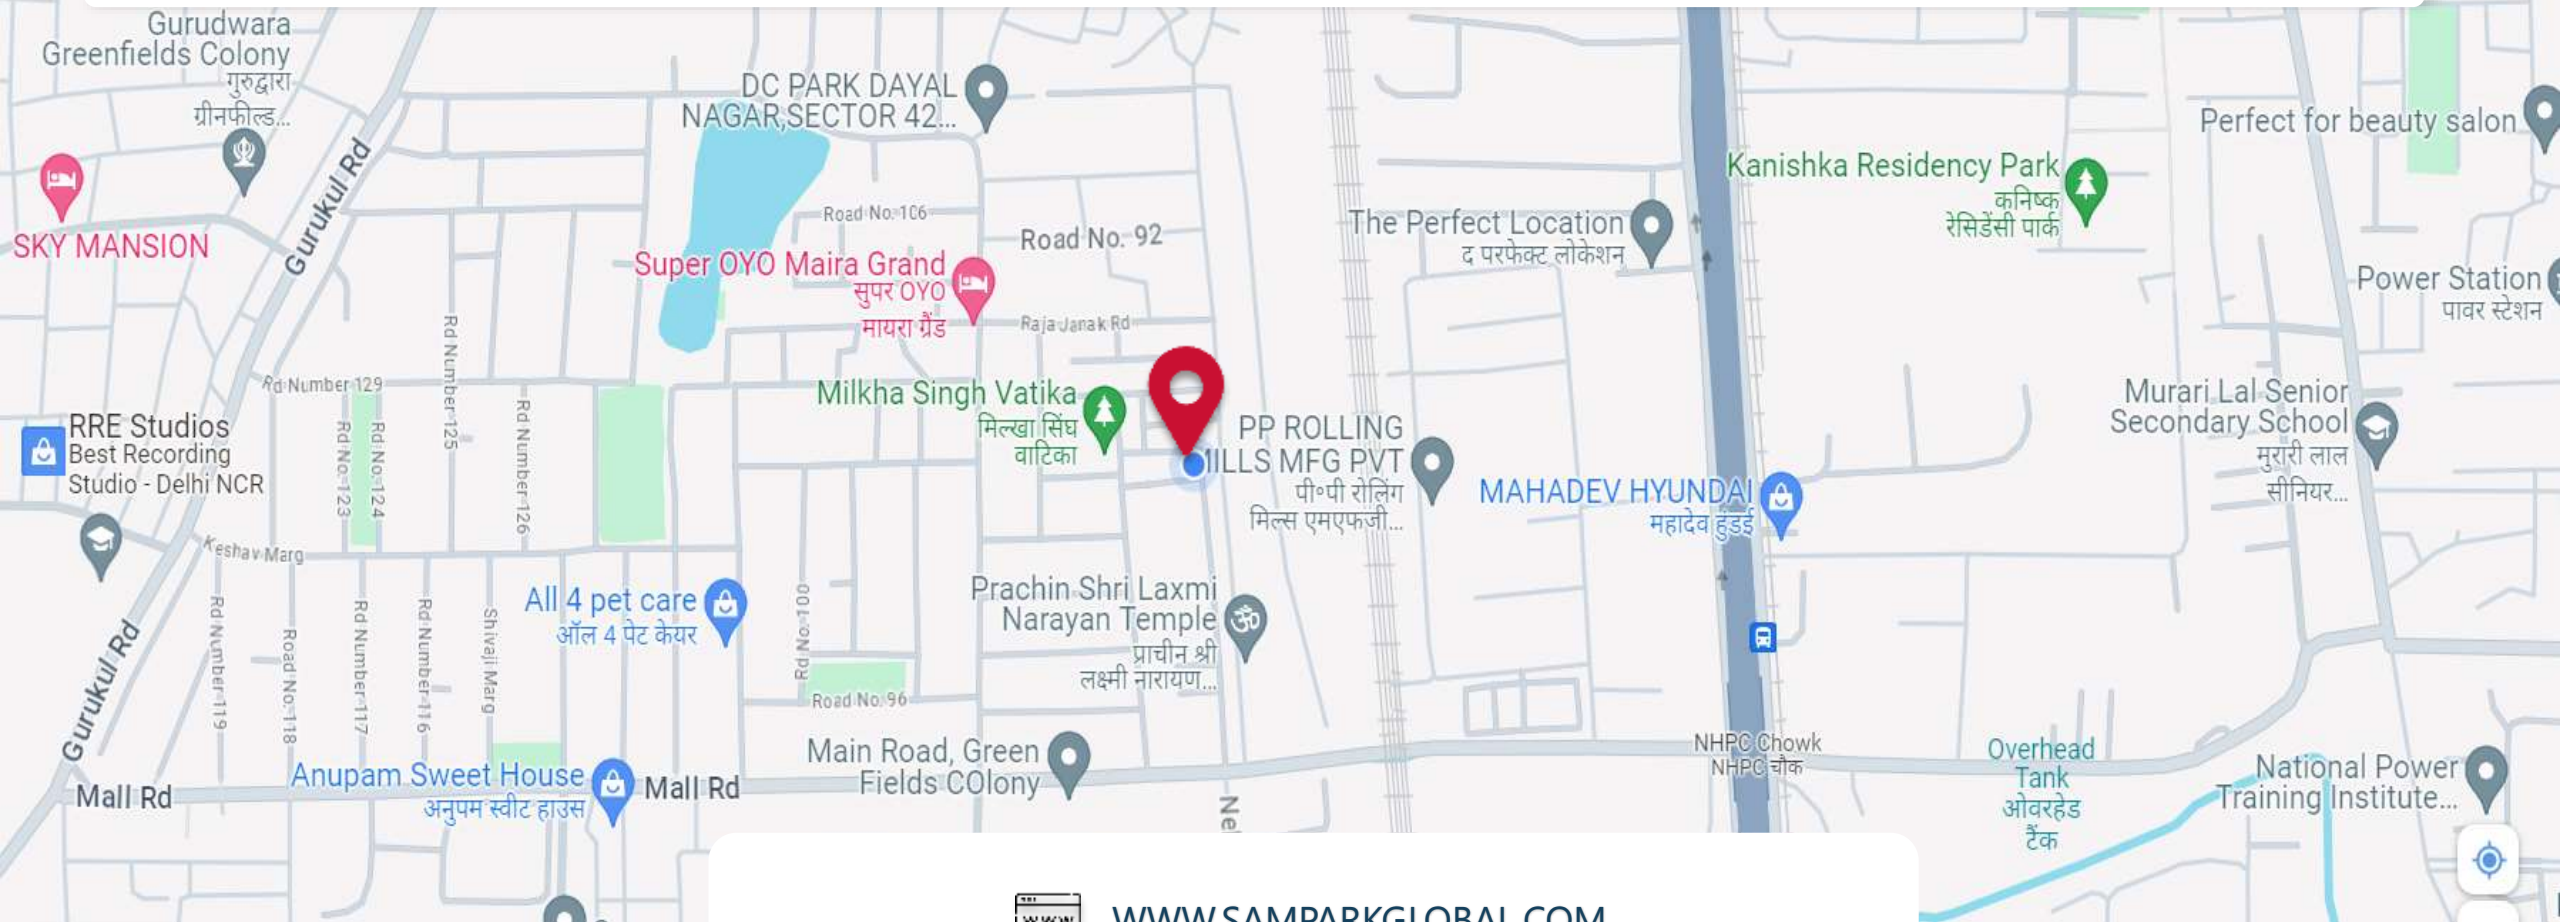 Gurudwara
Greenfields Colony
गुरुद्वारा
ग्रीनफील्ड...
SKY MANSION
Gurukul Rd
DC PARK DAYAL
NAGAR,SECTOR 42...
Road No. 106
Road No. 92
Super OYO Maira Grand
सुपर OYO
मायरा ग्रैंड
Raja Janak Rd
The Perfect Location
द परफेक्ट लोकेशन
Kanishka Residency Park
कनिष्क
रेसिडेंसी पार्क
Perfect for beauty salon
Power Station
पावर स्टेशन
Rd Number 129
Rd Number 125
Rd No. 123
Rd No. 124
Rd Number 126
RRE Studios
Best Recording
Studio - Delhi NCR
Milkha Singh Vatika
मिल्खा सिंघ
वाटिका
PP ROLLING
MILLS MFG PVT
पी०पी रोलिंग
मिल्स एमएफजी...
MAHADEV HYUNDAI
महादेव हुंडई
Murari Lal Senior
Secondary School
मुरारी लाल
सीनियर...
Keshav Marg
All 4 pet care
ऑल 4 पेट केयर
Rd No. 100
Prachin Shri Laxmi
Narayan Temple
प्राचीन श्री
लक्ष्मी नारायण...
Rd Number 119
Road No. 118
Rd Number 117
Rd Number 116
Shivaji Marg
Gurukul Rd
Road No. 96
Mall Rd
Anupam Sweet House
अनुपम स्वीट हाउस
Mall Rd
Main Road, Green
Fields COlony
NHPC Chowk
NHPC चौक
Overhead
Tank
ओवरहेड
टैंक
National Power
Training Institute...
WWW
WWW.SAMPARKGLOBAL.COM